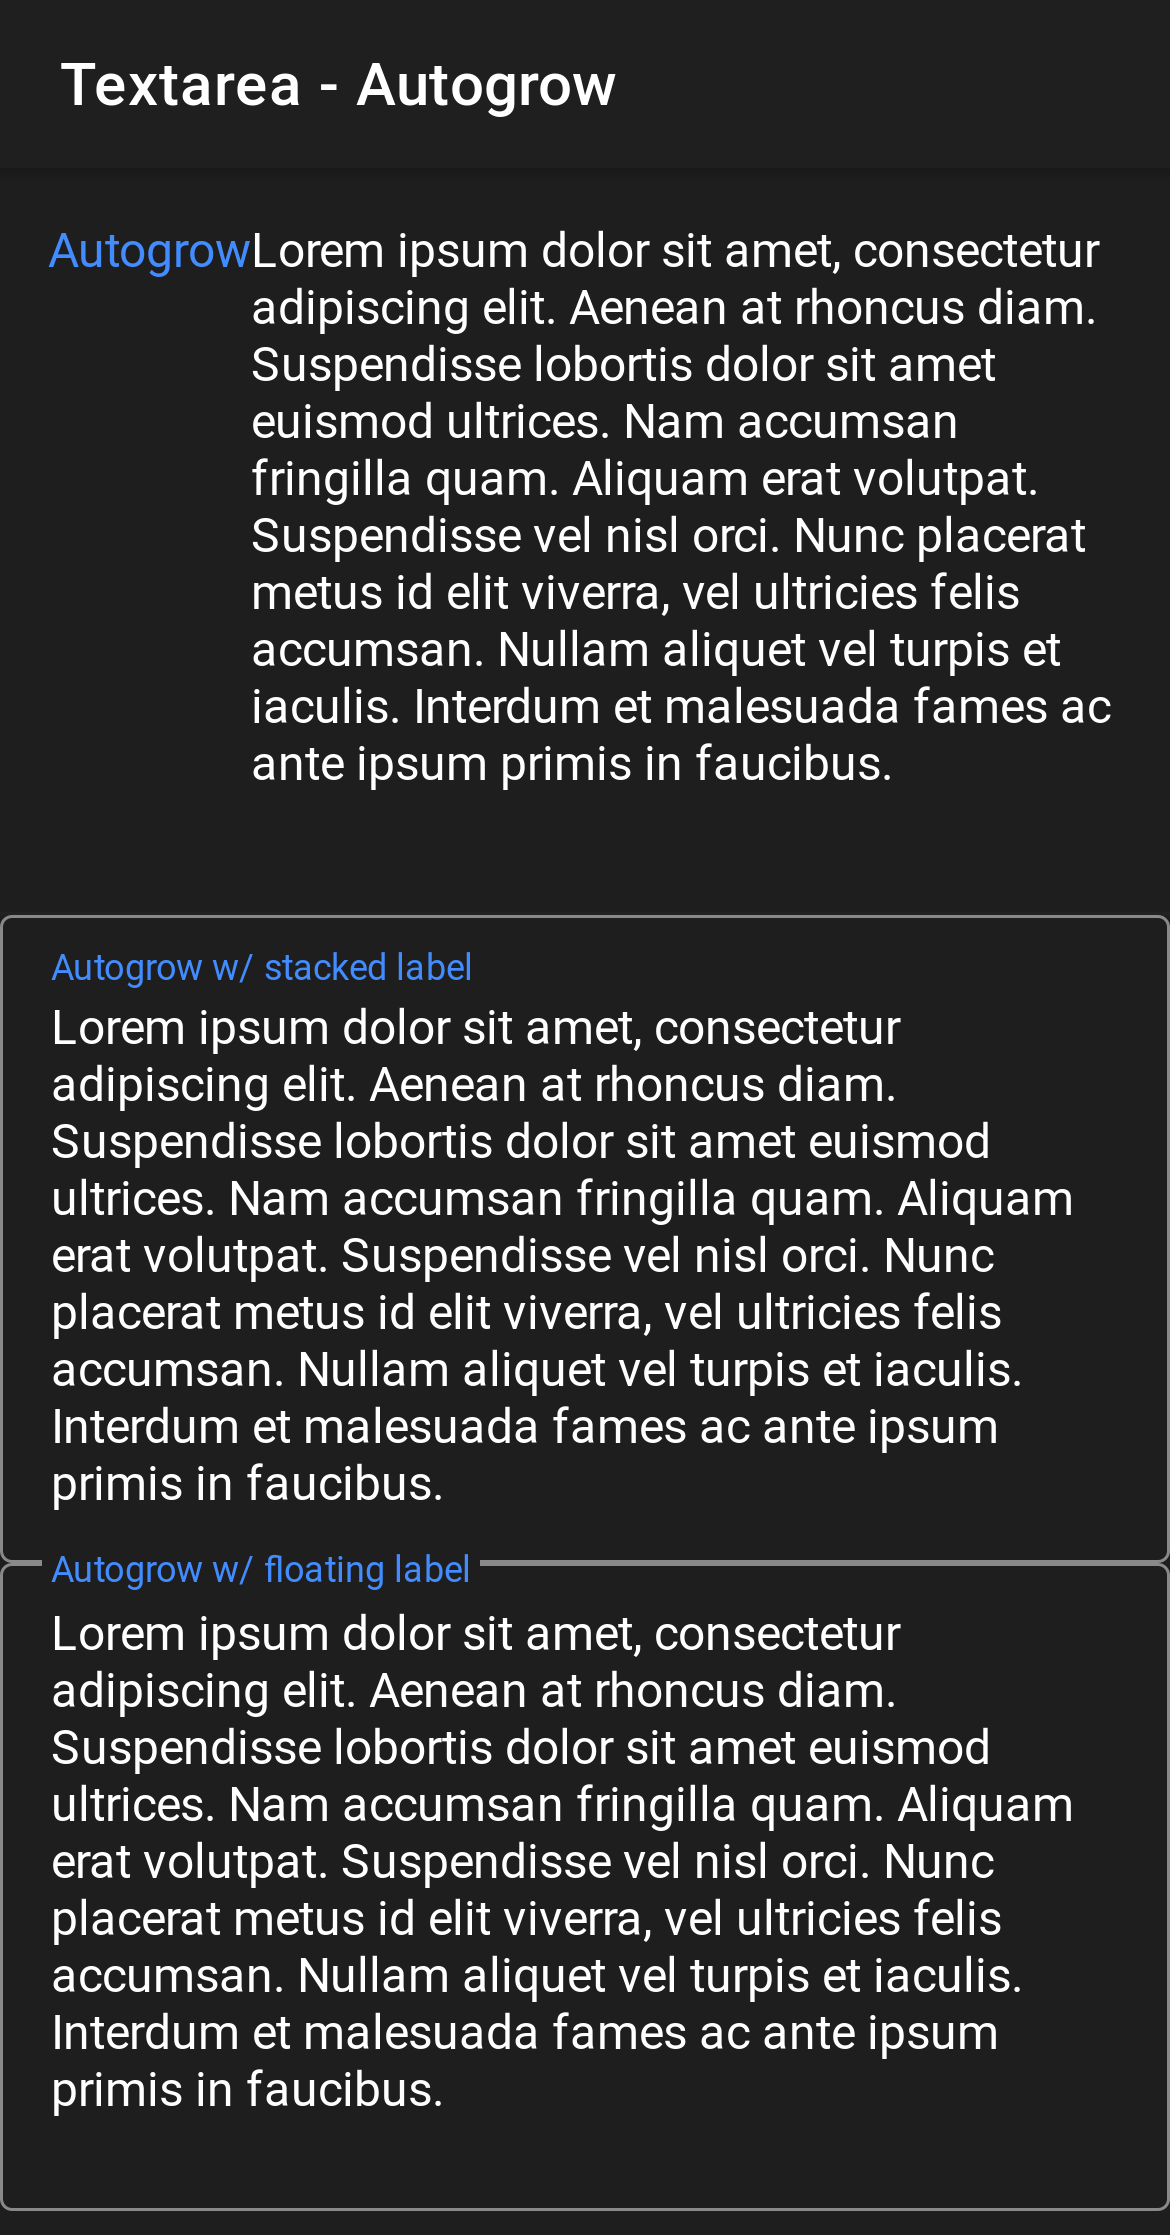 Textarea - Autogrow
Autogrow Lorem ipsum dolor sit amet, consectetur
adipiscing elit. Aenean at rhoncus diam.
Suspendisse lobortis dolor sit amet
euismod ultrices. Nam accumsan
fringilla quam. Aliquam erat volutpat.
Suspendisse vel nisl orci. Nunc placerat
metus id elit viverra, vel ultricies felis
accumsan. Nullam aliquet vel turpis et
iaculis. Interdum et malesuada fames ac
ante ipsum primis in faucibus.
Autogrow w/ stacked label
Lorem ipsum dolor sit amet, consectetur
adipiscing elit. Aenean at rhoncus diam.
Suspendisse lobortis dolor sit amet euismod
ultrices. Nam accumsan fringilla quam. Aliquam
erat volutpat. Suspendisse vel nisl orci. Nunc
placerat metus id elit viverra, vel ultricies felis
accumsan. Nullam aliquet vel turpis et iaculis.
Interdum et malesuada fames ac ante ipsum
primis in faucibus.
Autogrow w/ floating label
Lorem ipsum dolor sit amet, consectetur
adipiscing elit. Aenean at rhoncus diam.
Suspendisse lobortis dolor sit amet euismod
ultrices. Nam accumsan fringilla quam. Aliquam
erat volutpat. Suspendisse vel nisl orci. Nunc
placerat metus id elit viverra, vel ultricies felis
accumsan. Nullam aliquet vel turpis et iaculis.
Interdum et malesuada fames ac ante ipsum
primis in faucibus.